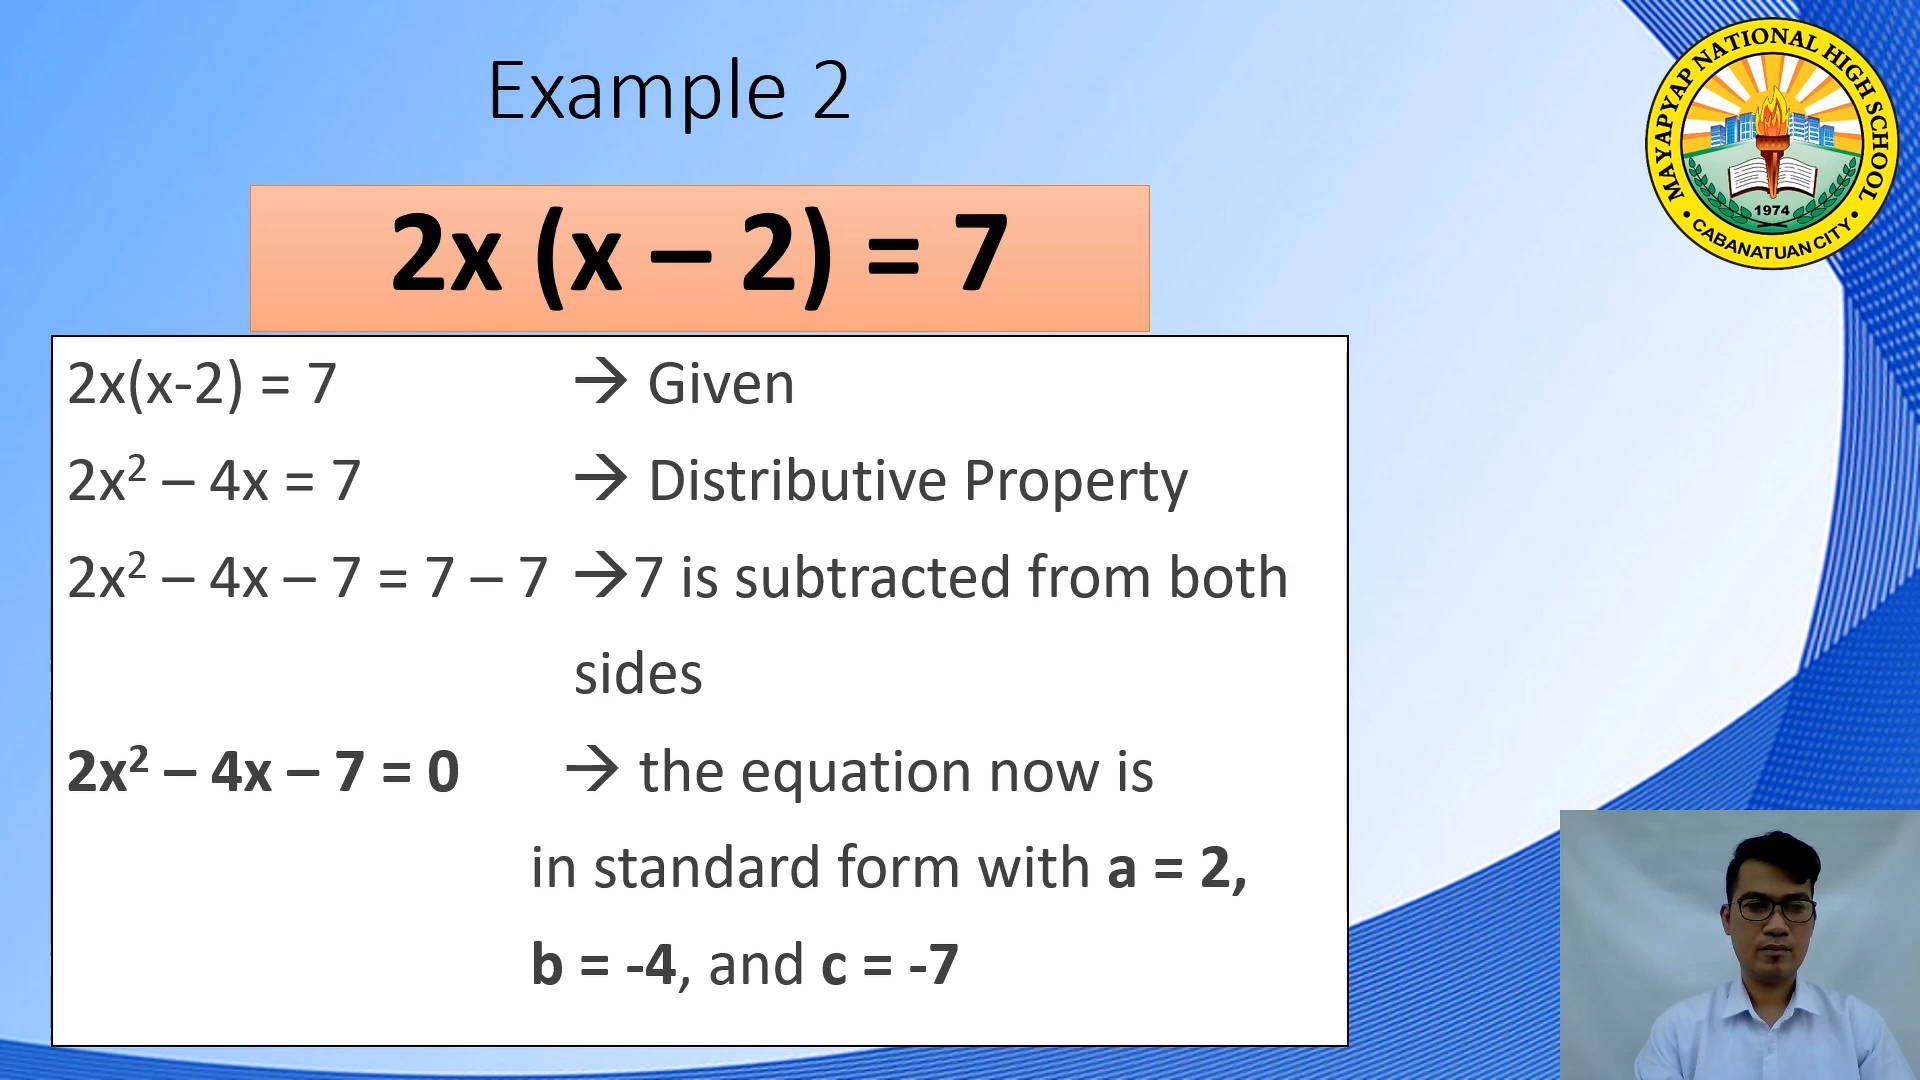 Example 2
MAYAPYAP NATIONAL HIGH SCHOOL
1974
• CABANATUAN CITY •
2x (x – 2) = 7
2x(x-2) = 7 → Given
2x² – 4x = 7 → Distributive Property
2x² – 4x – 7 = 7 – 7 →7 is subtracted from both
sides
2x² – 4x – 7 = 0 → the equation now is
in standard form with a = 2,
b = -4, and c = -7